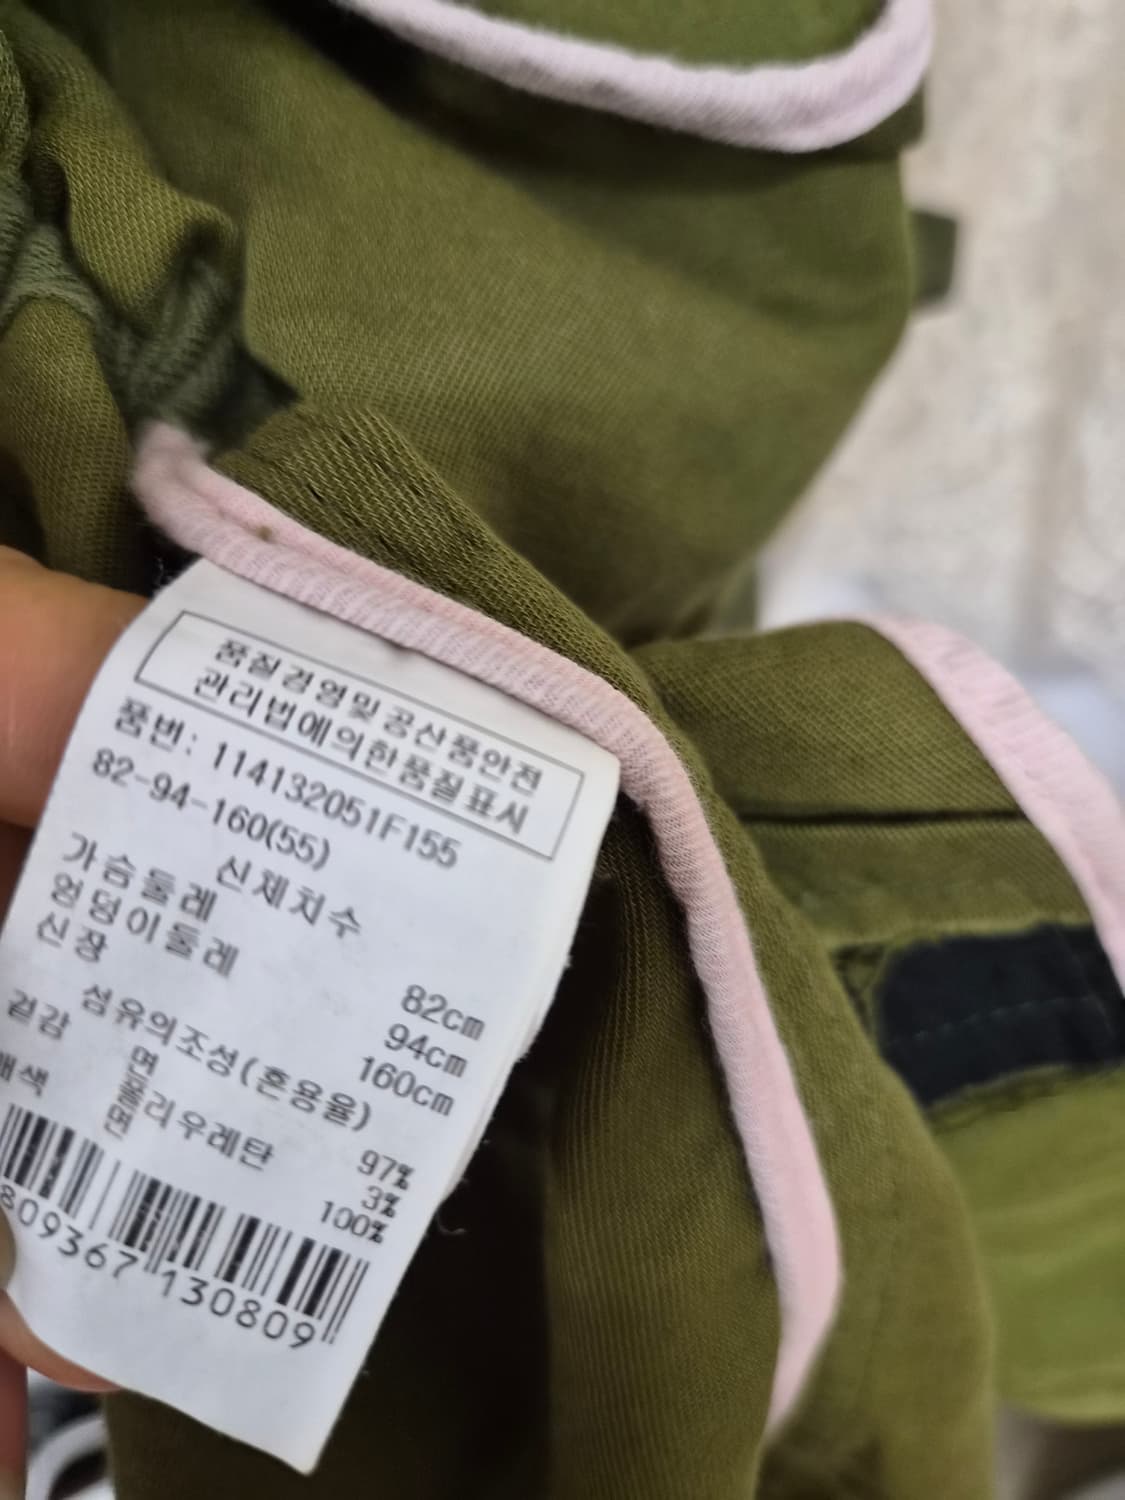 품질경영및 공산품안전
관리법에의한품질표시
품번: 114132051F155
82-94-160(55)
신체치수
가슴둘레 82cm
엉덩이둘레 94cm
신장 160cm
섬유의조성(혼용율)
겉감 면 97%
폴리우레탄 3%
배색 면 100%
809367 130809